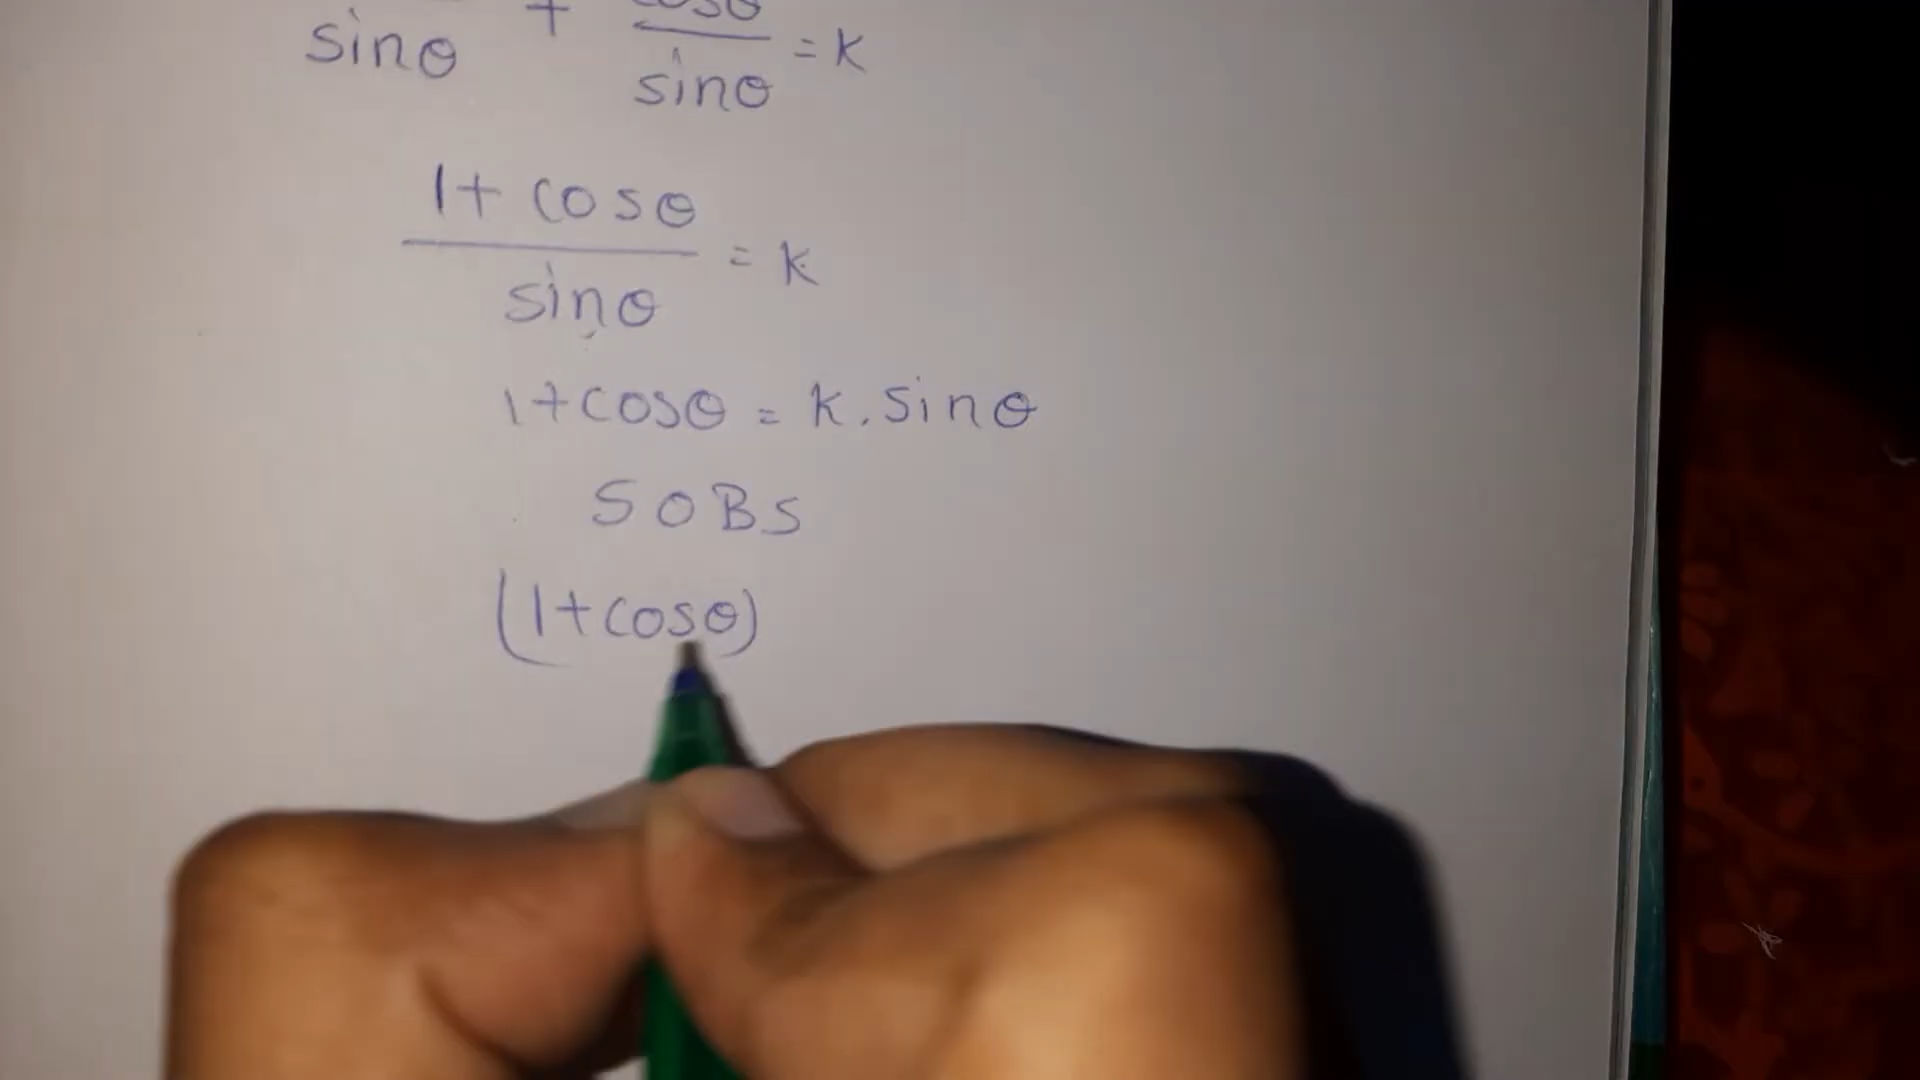 + cosθ
sinθ sinθ = k
1 + cosθ
sinθ = k
1+cosθ = k . sinθ
SOBS
(1+cosθ)